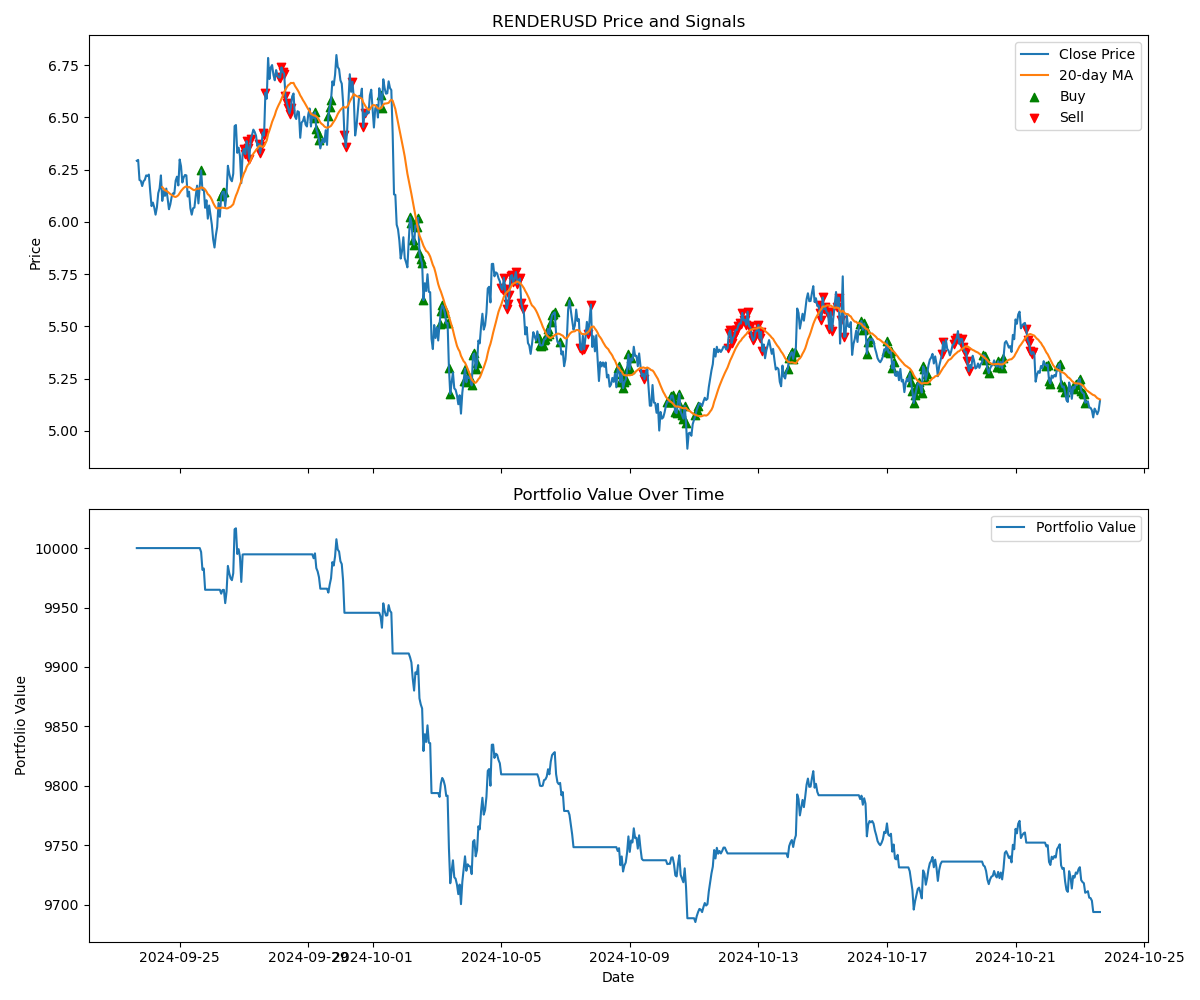 RENDERUSD Price and Signals
Price
6.75
6.50
6.25
6.00
5.75
5.50
5.25
5.00
Close Price
20-day MA
Buy
Sell
Portfolio Value Over Time
Portfolio Value
10000
9950
9900
9850
9800
9750
9700
Portfolio Value
2024-09-25
2024-09-29
2024-10-01
2024-10-05
2024-10-09
2024-10-13
2024-10-17
2024-10-21
2024-10-25
Date